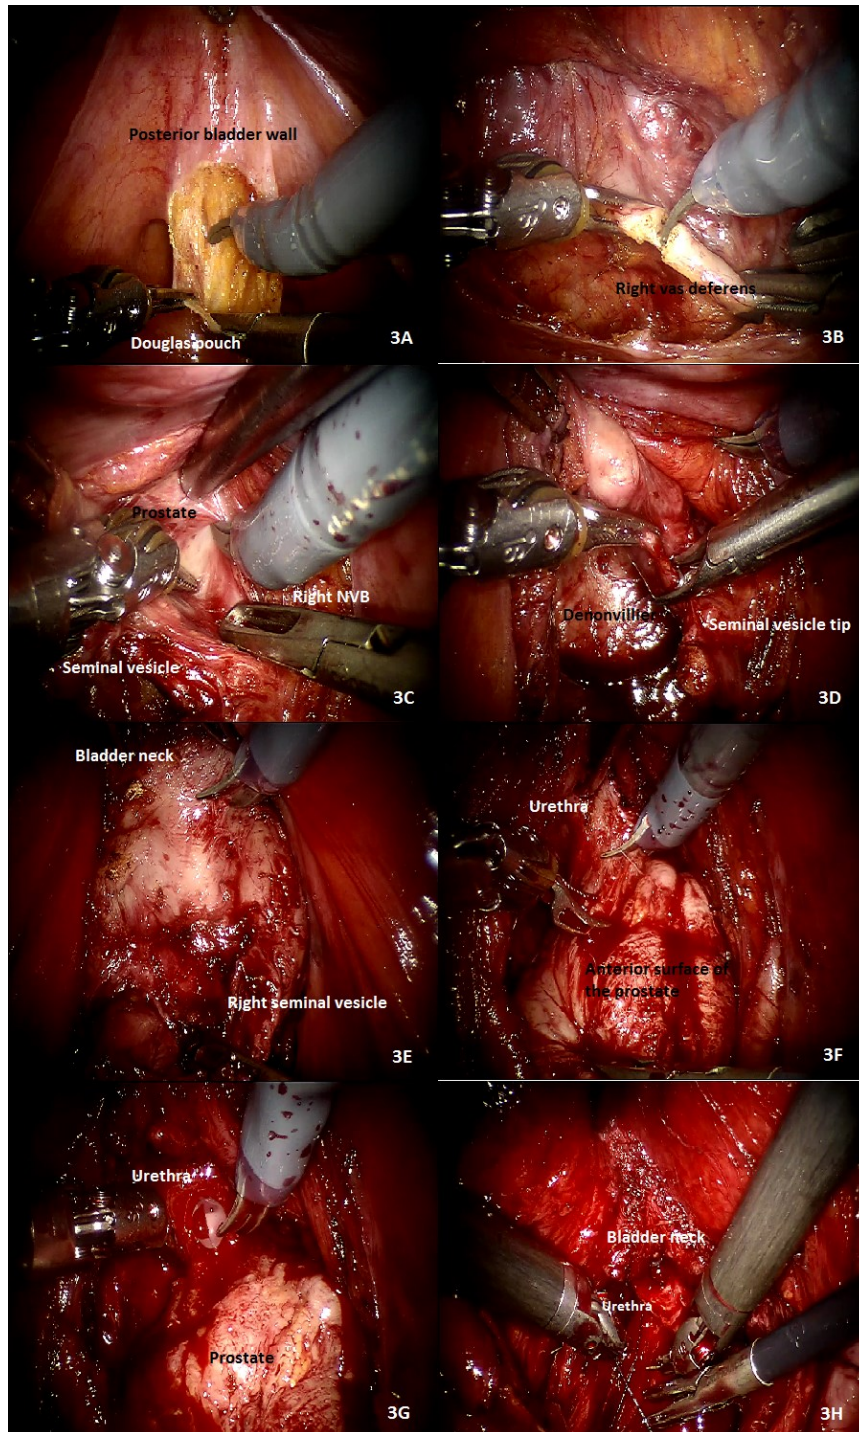 Posterior bladder wall
Douglas pouch
3A
Right vas deferens
3B
Prostate
Right NVB
Seminal vesicle
3C
Denonvillier
Seminal vesicle tip
3D
Bladder neck
Right seminal vesicle
3E
Urethra
Anterior surface of
the prostate
3F
Urethra
Prostate
3G
Bladder neck
Urethra
3H